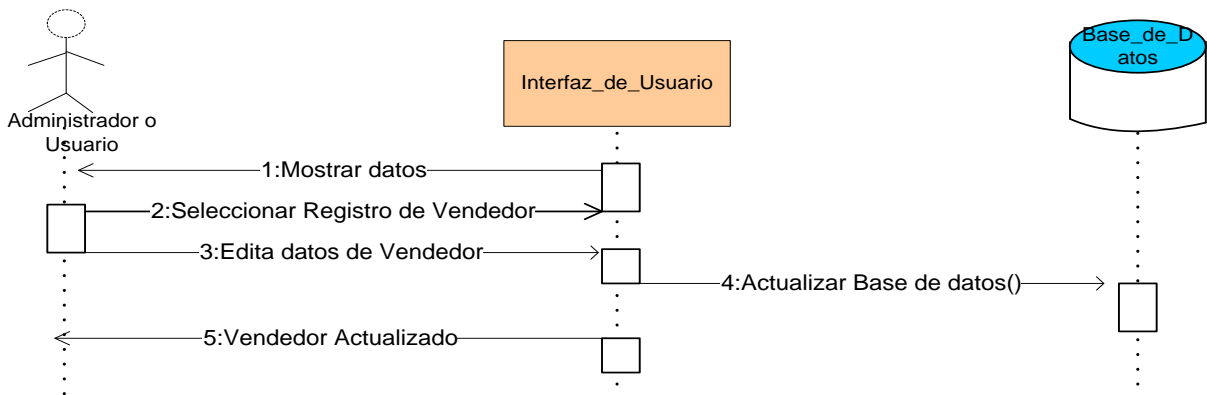 Administrador o
Usuario
Interfaz_de_Usuario
Base_de_D
atos
1:Mostrar datos
2:Seleccionar Registro de Vendedor
3:Edita datos de Vendedor
4:Actualizar Base de datos()
5:Vendedor Actualizado